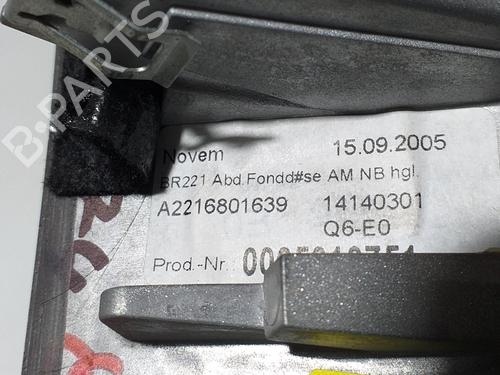 B-PARTS
Novem 15.09.2005
BR221 Abd.Fondd#se AM NB hgl.
A2216801639 14140301
Q6-E0
Prod.-Nr.